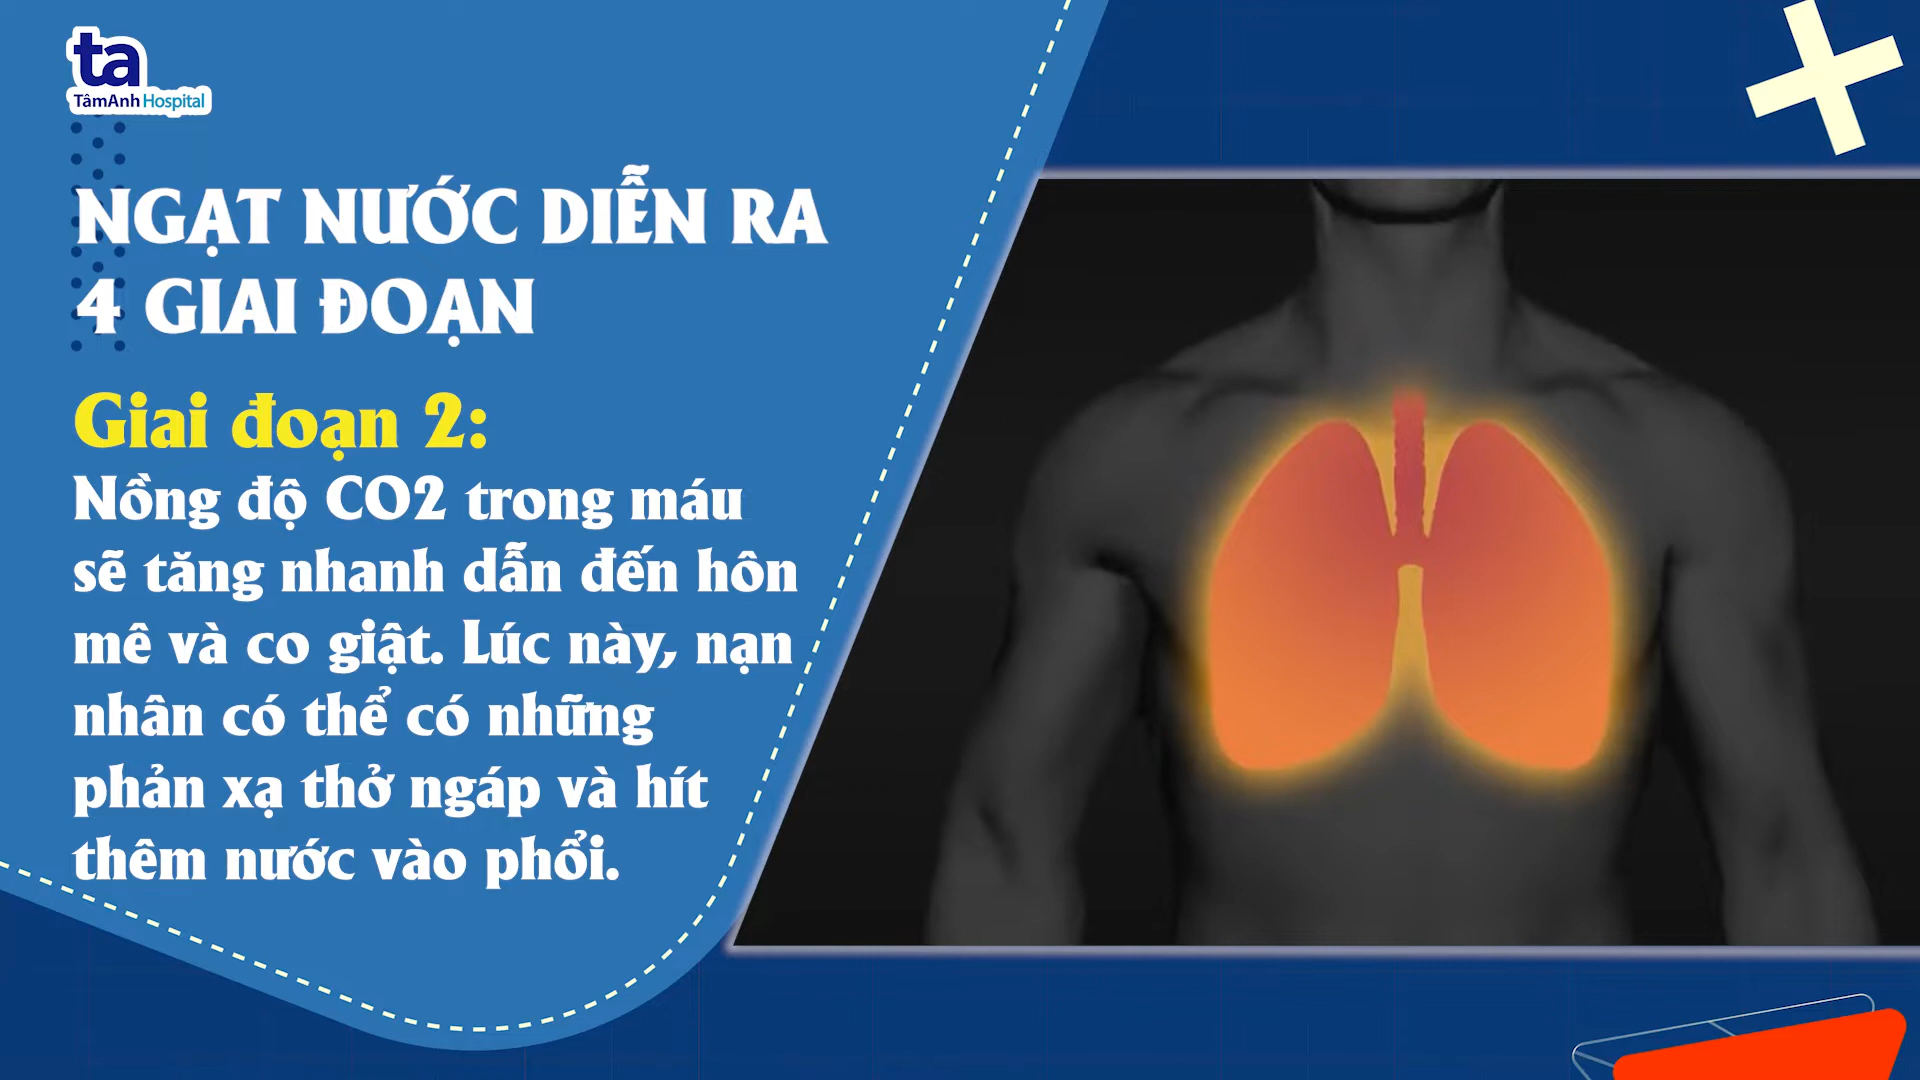 ta
TâmAnh Hospital
NGẠT NƯỚC DIỄN RA
4 GIAI ĐOẠN
Giai đoạn 2:
Nồng độ CO2 trong máu
sẽ tăng nhanh dẫn đến hôn
mê và co giật. Lúc này, nạn
nhân có thể có những
phản xạ thở ngáp và hít
thêm nước vào phổi.